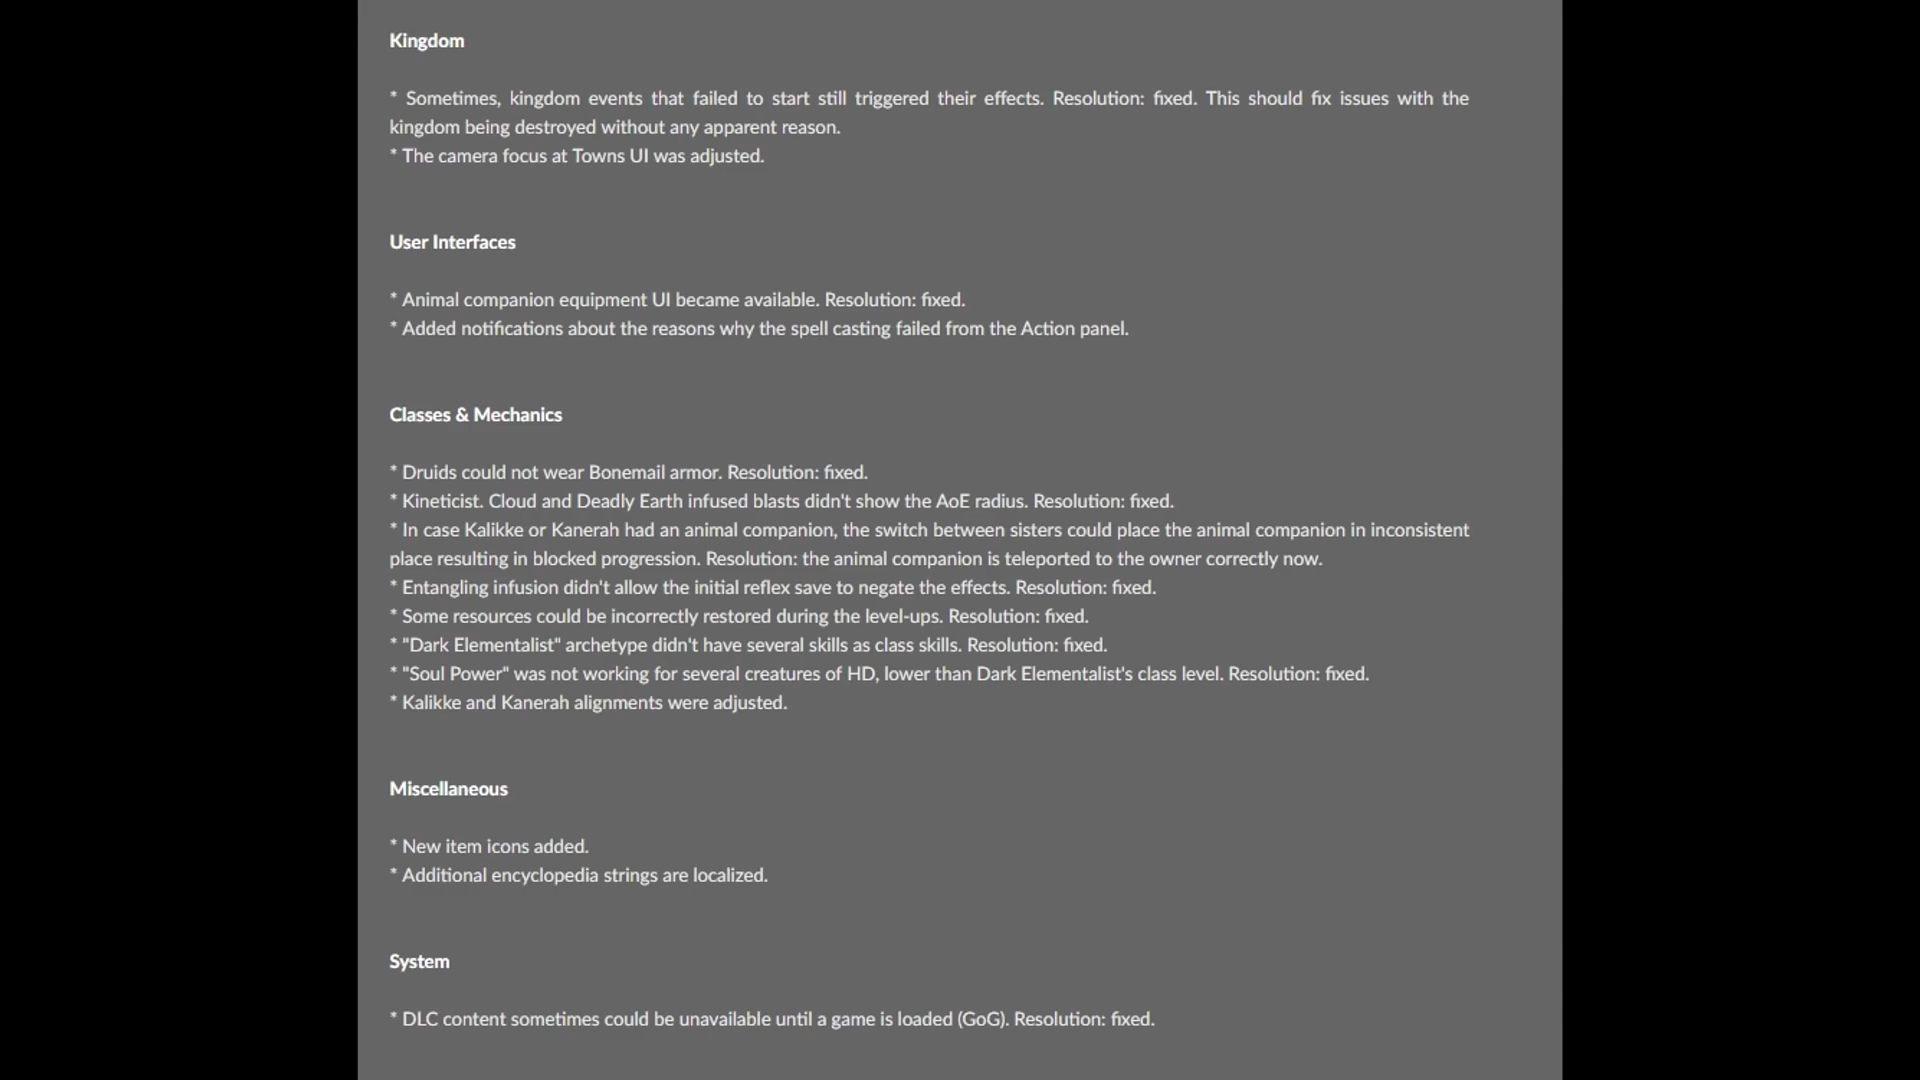 Kingdom
* Sometimes, kingdom events that failed to start still triggered their effects. Resolution: fixed. This should fix issues with the
kingdom being destroyed without any apparent reason.
* The camera focus at Towns UI was adjusted.
User Interfaces
* Animal companion equipment UI became available. Resolution: fixed.
* Added notifications about the reasons why the spell casting failed from the Action panel.
Classes & Mechanics
* Druids could not wear Bonemail armor. Resolution: fixed.
* Kineticist. Cloud and Deadly Earth infused blasts didn't show the AoE radius. Resolution: fixed.
* In case Kalikke or Kanerah had an animal companion, the switch between sisters could place the animal companion in inconsistent
place resulting in blocked progression. Resolution: the animal companion is teleported to the owner correctly now.
* Entangling infusion didn't allow the initial reflex save to negate the effects. Resolution: fixed.
* Some resources could be incorrectly restored during the level-ups. Resolution: fixed.
* "Dark Elementalist" archetype didn't have several skills as class skills. Resolution: fixed.
* "Soul Power" was not working for several creatures of HD, lower than Dark Elementalist's class level. Resolution: fixed.
* Kalikke and Kanerah alignments were adjusted.
Miscellaneous
* New item icons added.
* Additional encyclopedia strings are localized.
System
* DLC content sometimes could be unavailable until a game is loaded (GoG). Resolution: fixed.